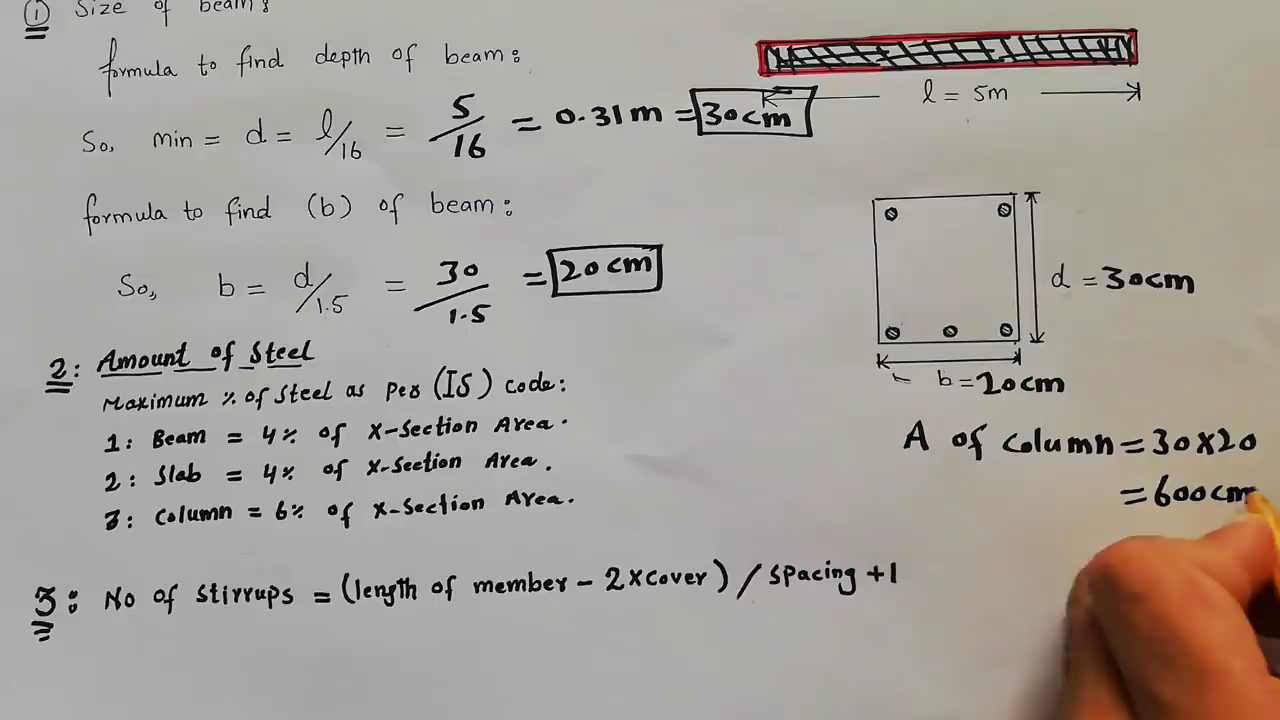 ① Size of beam:
formula to find depth of beam:
So, min = d = l/16 = 5/16 = 0.31m = 30cm
l = 5m
formula to find (b) of beam:
So, b = d/1.5 = 30/1.5 = 20cm
d = 30cm
b = 20cm
2: Amount of Steel
Maximum % of Steel as Per (IS) Code:
1: Beam = 4% of X-Section Area.
2: Slab = 4% of X-Section Area.
3: Column = 6% of X-Section Area.
A of Column = 30x20
= 600cm
3: No of Stirrups = (length of member - 2xCover) / Spacing +1